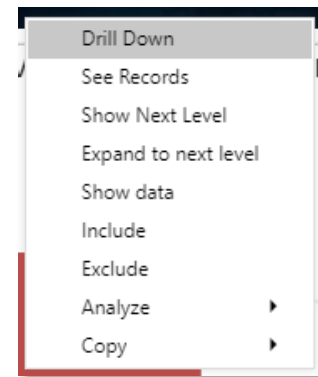 Drill Down
See Records
Show Next Level
Expand to next level
Show data
Include
Exclude
Analyze
Copy